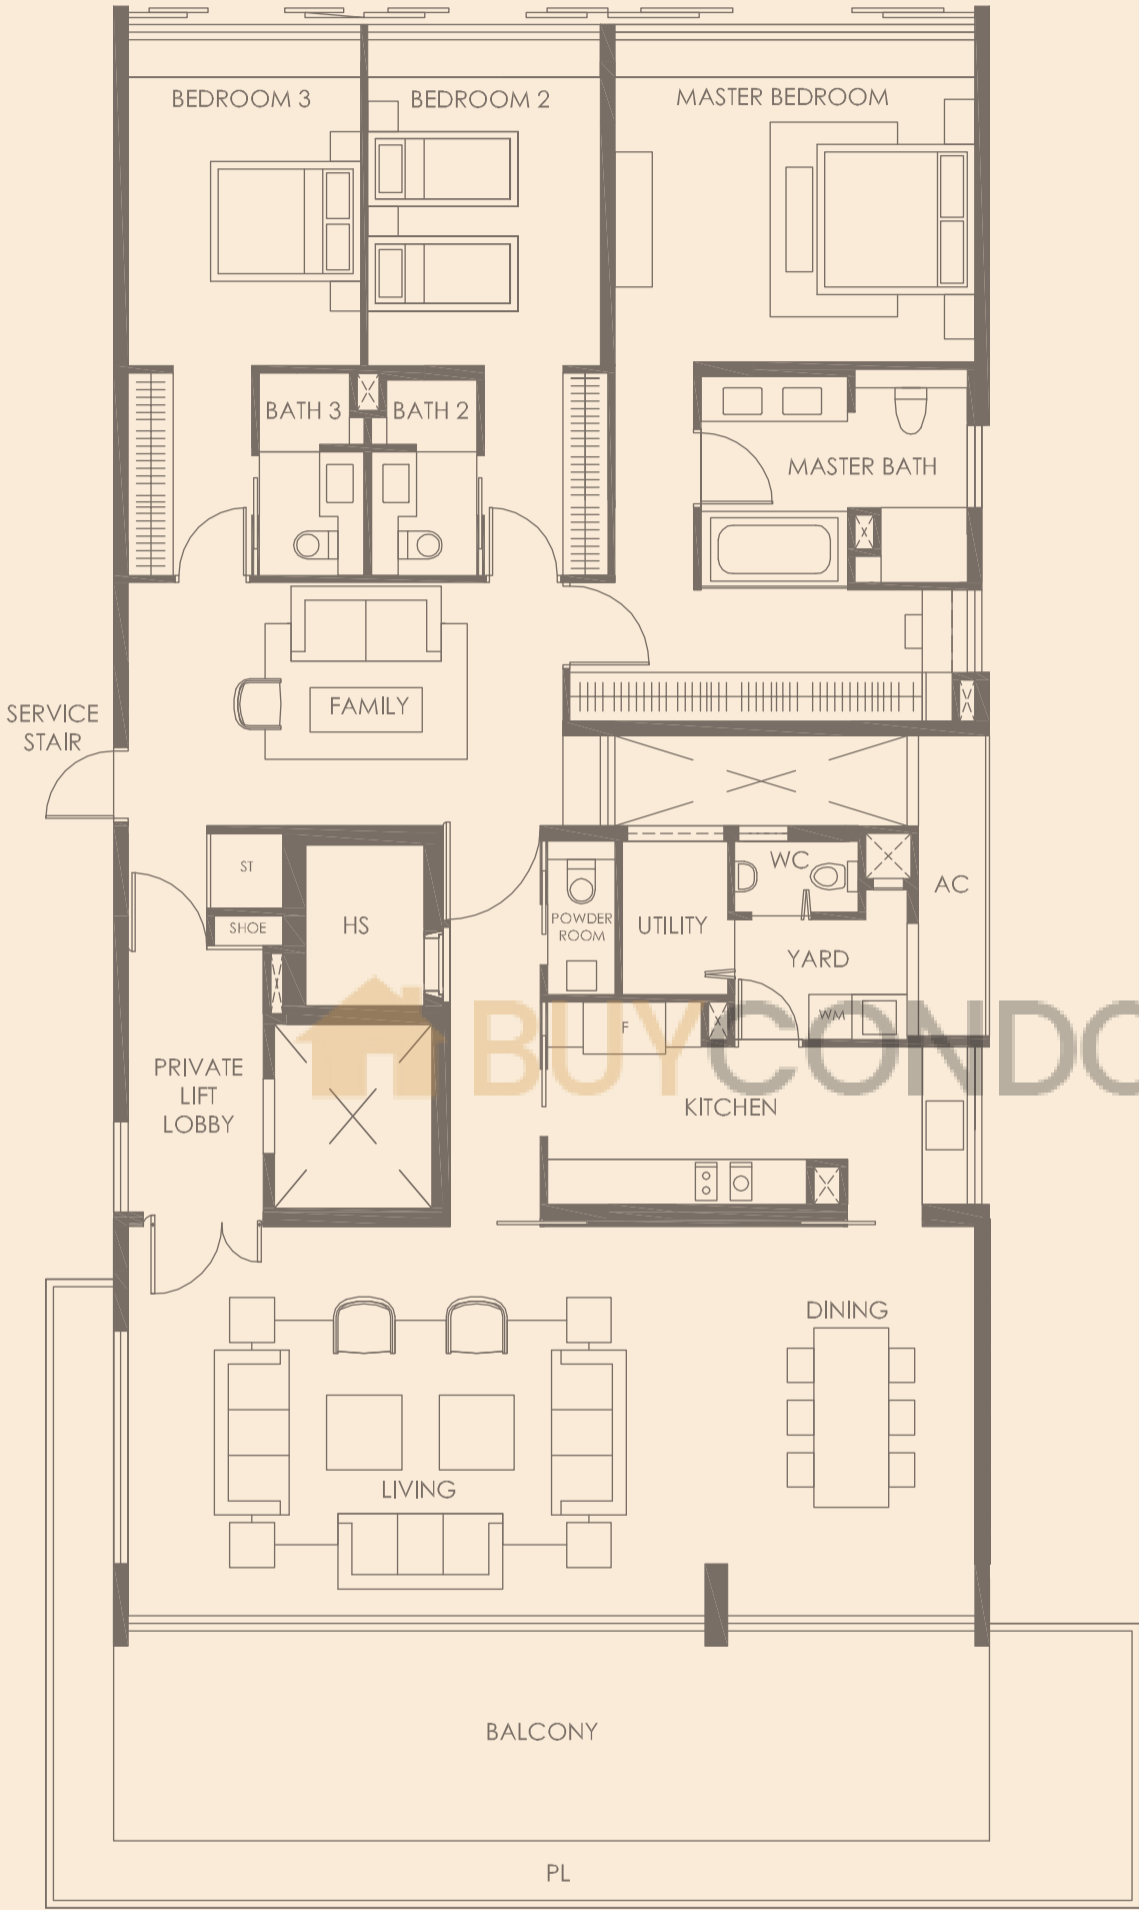 BEDROOM 3
BEDROOM 2
MASTER BEDROOM
BATH 3
BATH 2
MASTER BATH
FAMILY
SERVICE
STAIR
ST
SHOE
HS
POWDER
ROOM
UTILITY
WC
YARD
AC
WM
F
BUYCONDO
PRIVATE
LIFT
LOBBY
KITCHEN
DINING
LIVING
BALCONY
PL